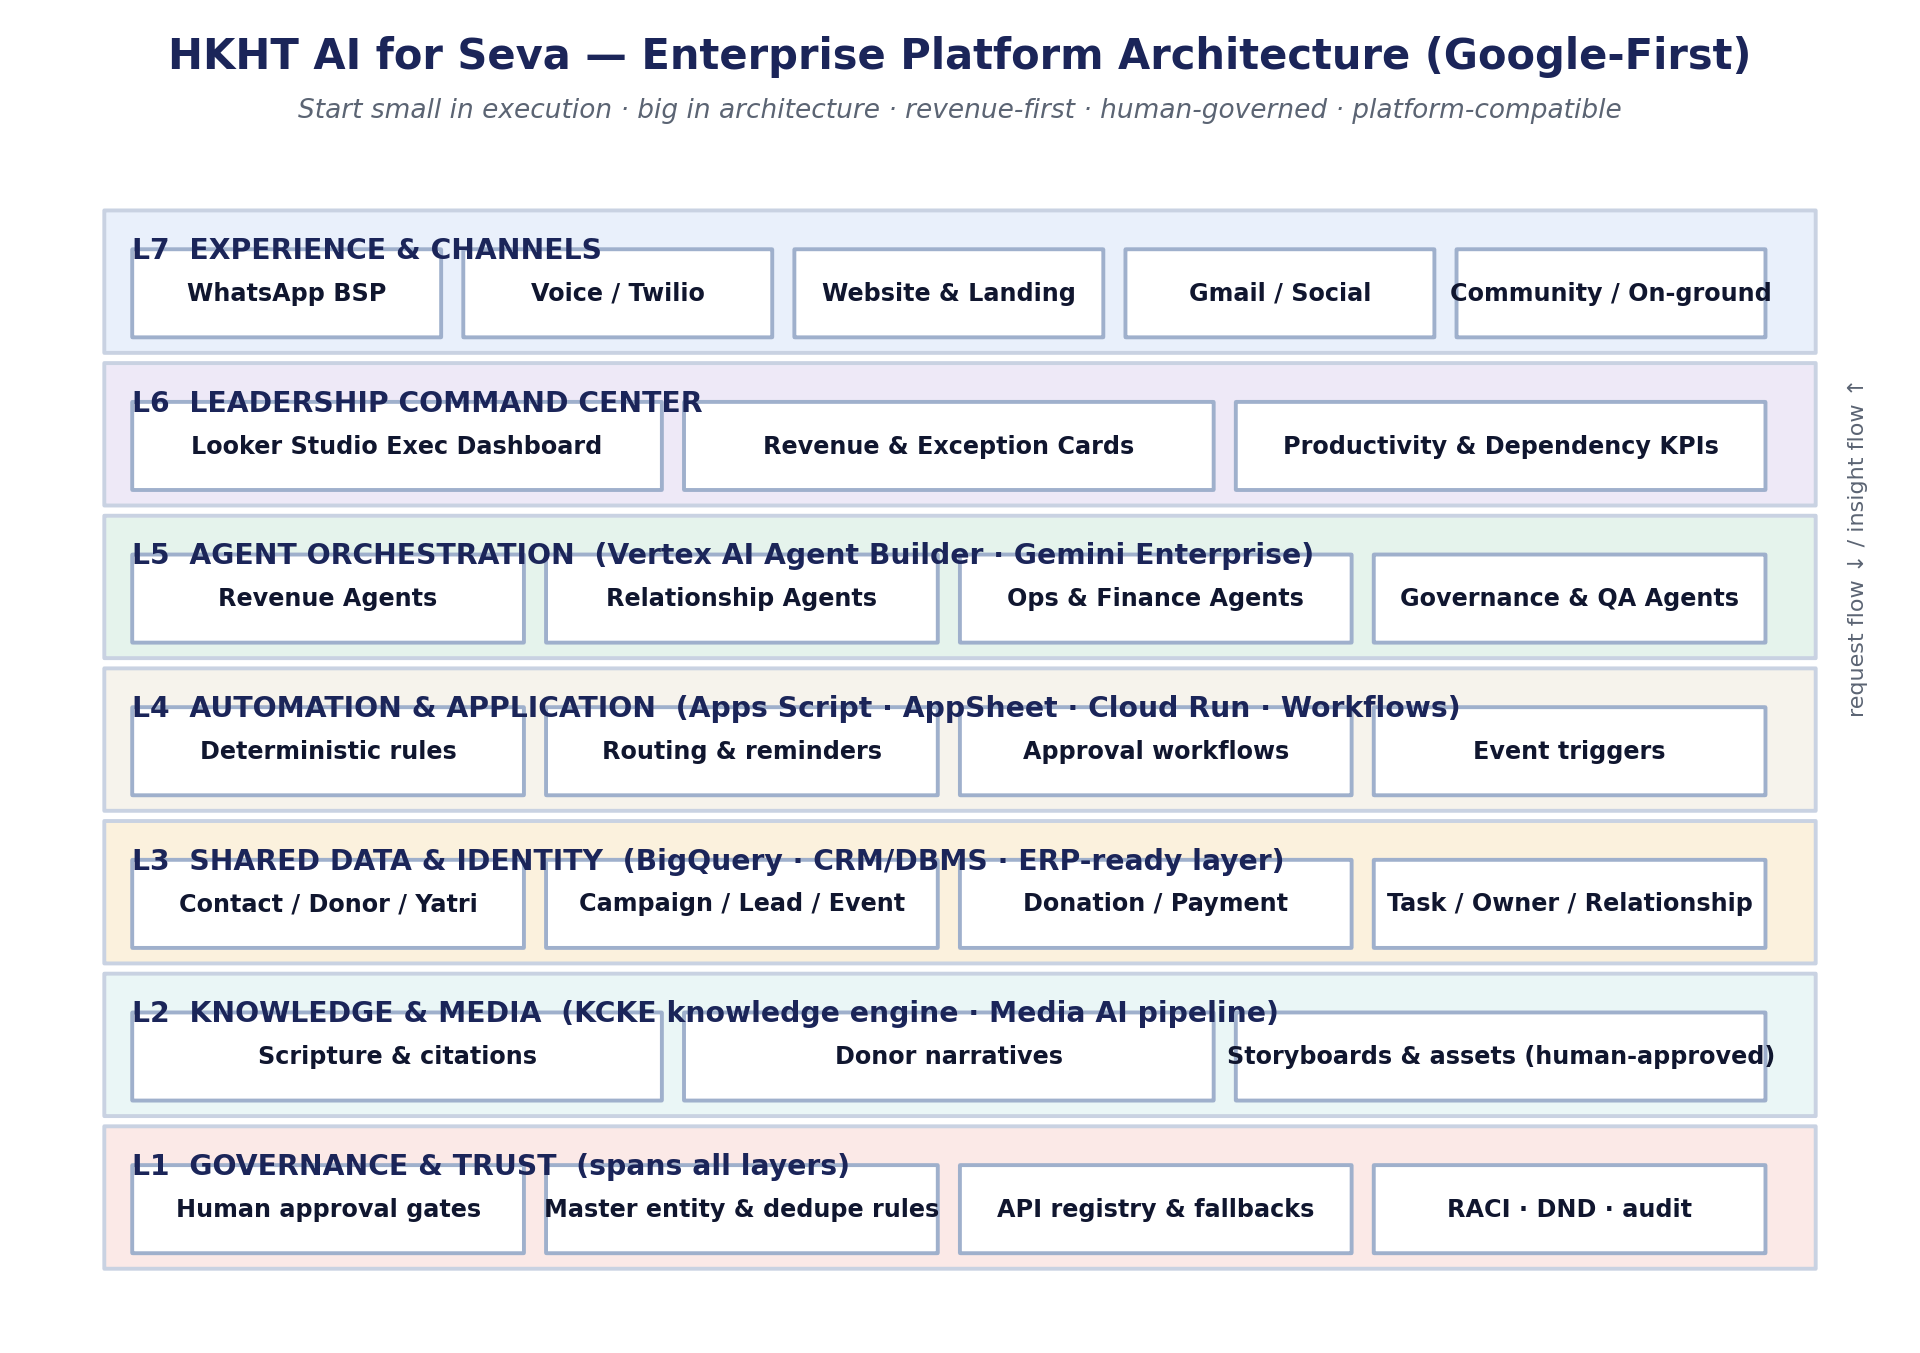 HKHT AI for Seva — Enterprise Platform Architecture (Google-First)
Start small in execution · big in architecture · revenue-first · human-governed · platform-compatible
L7 EXPERIENCE & CHANNELS
WhatsApp BSP
Voice / Twilio
Website & Landing
Gmail / Social
Community / On-ground
L6 LEADERSHIP COMMAND CENTER
Looker Studio Exec Dashboard
Revenue & Exception Cards
Productivity & Dependency KPIs
L5 AGENT ORCHESTRATION (Vertex AI Agent Builder · Gemini Enterprise)
Revenue Agents
Relationship Agents
Ops & Finance Agents
Governance & QA Agents
L4 AUTOMATION & APPLICATION (Apps Script · AppSheet · Cloud Run · Workflows)
Deterministic rules
Routing & reminders
Approval workflows
Event triggers
L3 SHARED DATA & IDENTITY (BigQuery · CRM/DBMS · ERP-ready layer)
Contact / Donor / Yatri
Campaign / Lead / Event
Donation / Payment
Task / Owner / Relationship
L2 KNOWLEDGE & MEDIA (KCKE knowledge engine · Media AI pipeline)
Scripture & citations
Donor narratives
Storyboards & assets (human-approved)
L1 GOVERNANCE & TRUST (spans all layers)
Human approval gates
Master entity & dedupe rules
API registry & fallbacks
RACI · DND · audit
request flow ↓ / insight flow ↑